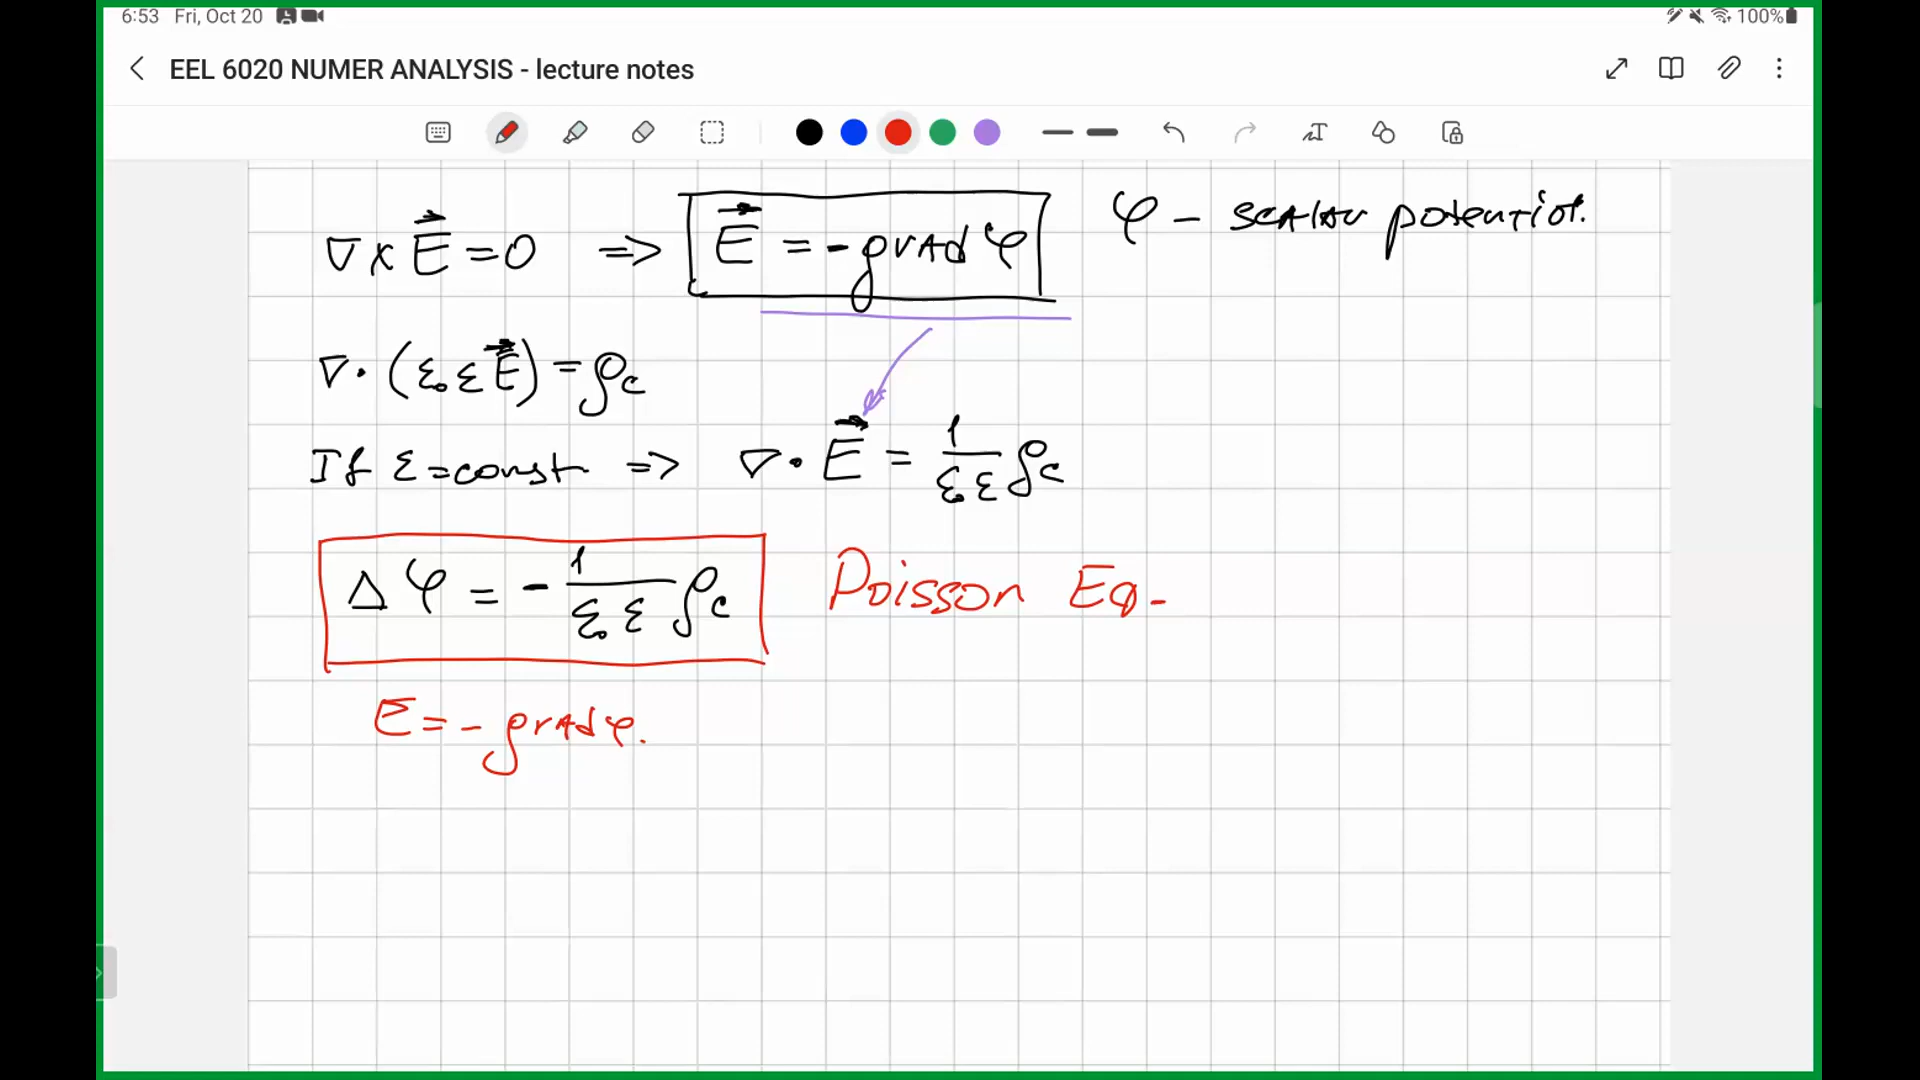 6:53 Fri, Oct 20 100%
EEL 6020 NUMER ANALYSIS - lecture notes
∇ × E⃗ = 0 => E⃗ = - grad φ φ - scalar potential.
∇ · (ε₀ ε E⃗) = ρc
If ε = const => ∇ · E⃗ = 1/(ε₀ ε) ρc
Δ φ = - 1/(ε₀ ε) ρc Poisson Eq.
E = - grad φ.